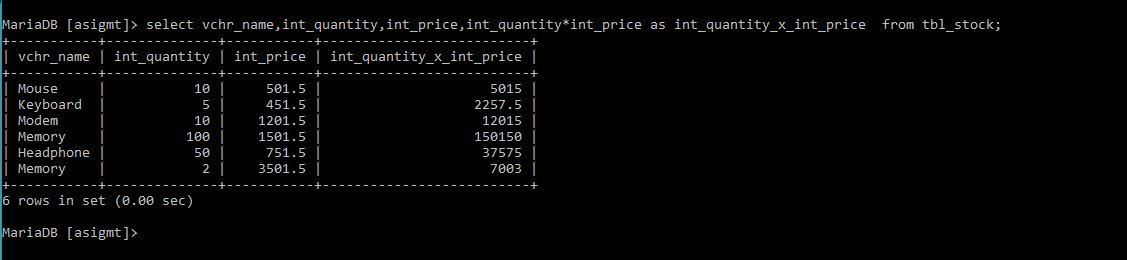 MariaDB [asigmt]> select vchr_name,int_quantity,int_price,int_quantity*int_price as int_quantity_x_int_price  from tbl_stock;
+-----------+--------------+-----------+--------------------------+
| vchr_name | int_quantity | int_price | int_quantity_x_int_price |
+-----------+--------------+-----------+--------------------------+
| Mouse     |           10 |     501.5 |                     5015 |
| Keyboard  |            5 |     451.5 |                   2257.5 |
| Modem     |           10 |    1201.5 |                    12015 |
| Memory    |          100 |    1501.5 |                   150150 |
| Headphone |           50 |     751.5 |                    37575 |
| Memory    |            2 |    3501.5 |                     7003 |
+-----------+--------------+-----------+--------------------------+
6 rows in set (0.00 sec)
MariaDB [asigmt]>